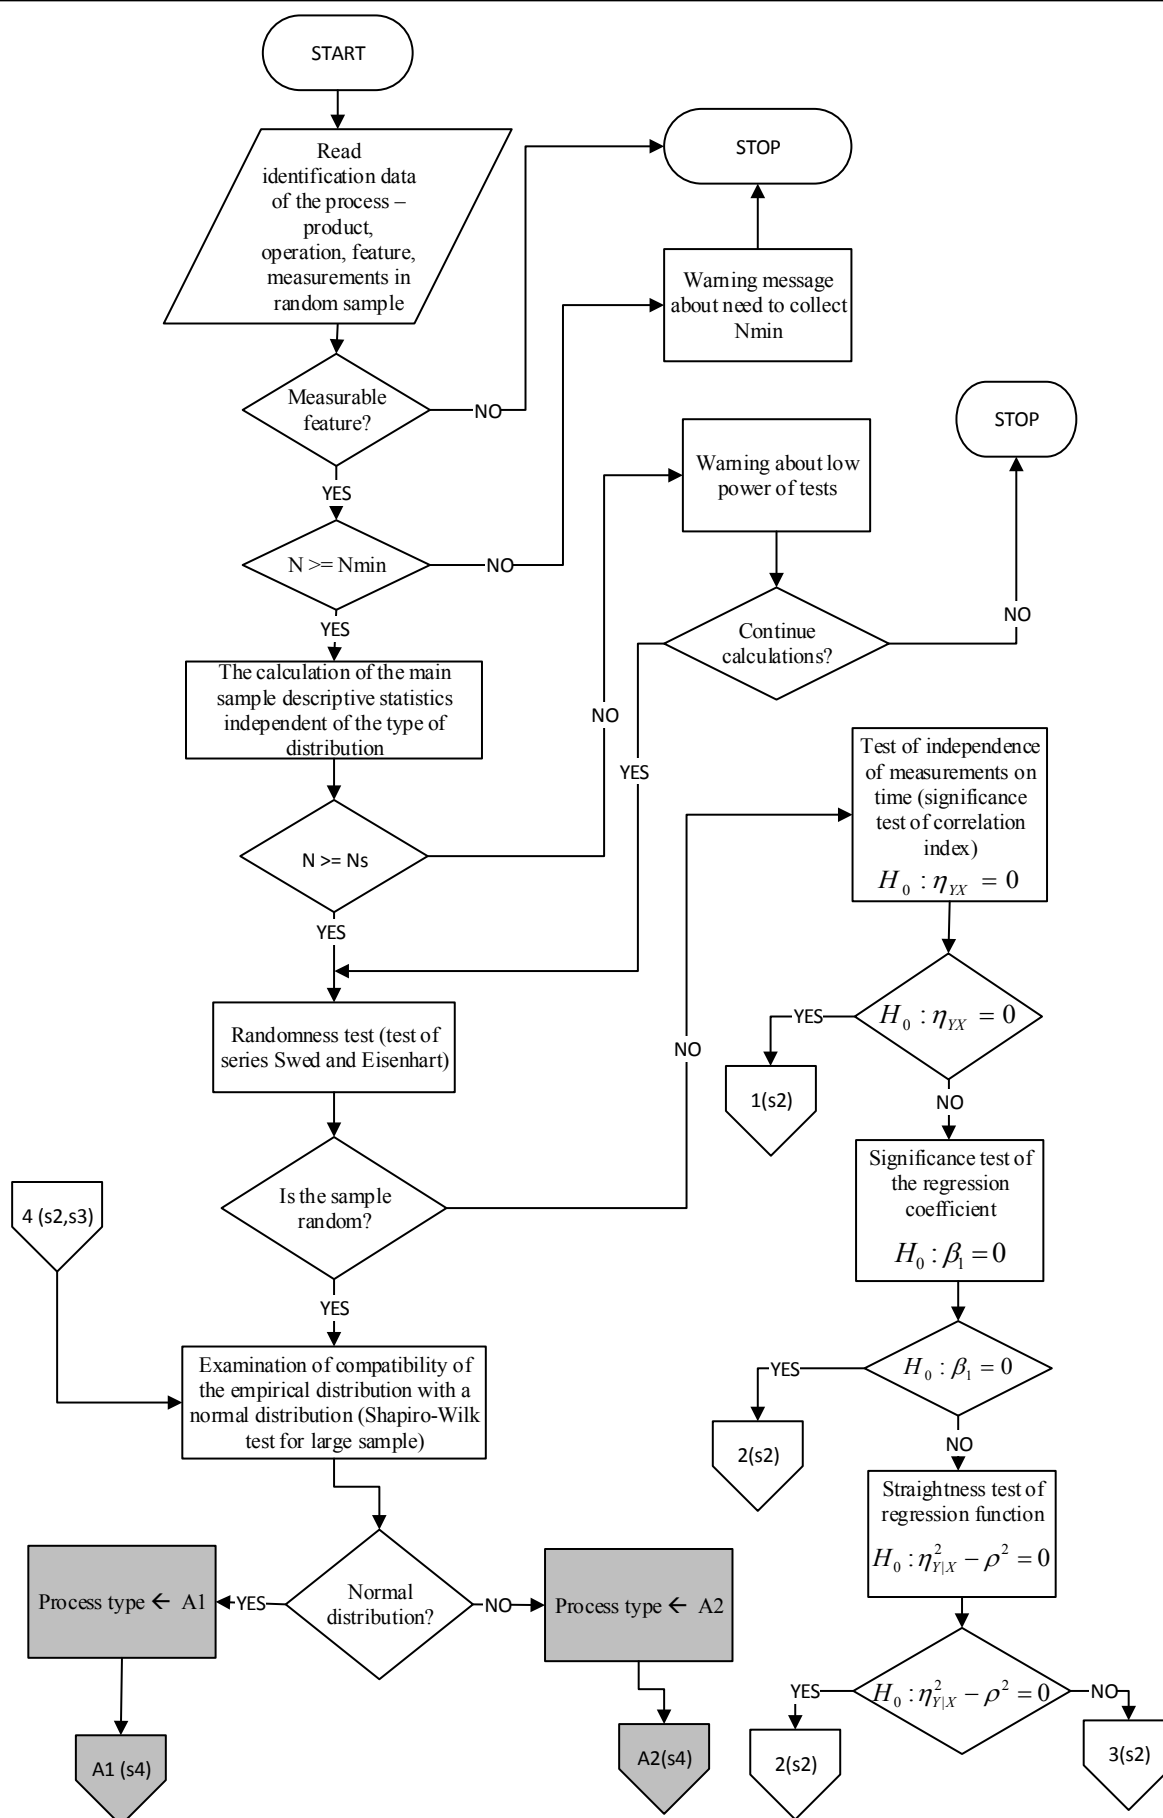 START
Read
identification data
of the process –
product,
operation, feature,
measurements in
random sample
STOP
Warning message
about need to collect
Nmin
Measurable
feature?
NO
YES
N >= Nmin
NO
YES
Warning about low
power of tests
STOP
Continue
calculations?
NO
YES
The calculation of the main
sample descriptive statistics
independent of the type of
distribution
NO
N >= Ns
YES
Test of independence
of measurements on
time (significance
test of correlation
index)
H₀ : η_YX = 0
Randomness test (test of
series Swed and Eisenhart)
NO
H₀ : η_YX = 0
YES
1(s2)
NO
Is the sample
random?
YES
4 (s2,s3)
Significance test of
the regression
coefficient
H₀ : β₁ = 0
H₀ : β₁ = 0
YES
2(s2)
NO
Examination of compatibility of
the empirical distribution with a
normal distribution (Shapiro-Wilk
test for large sample)
Straightness test of
regression function
H₀ : η²_Y|X − ρ² = 0
Normal
distribution?
YES
Process type ← A1
NO
Process type ← A2
A1 (s4)
A2(s4)
H₀ : η²_Y|X − ρ² = 0
YES
2(s2)
NO
3(s2)